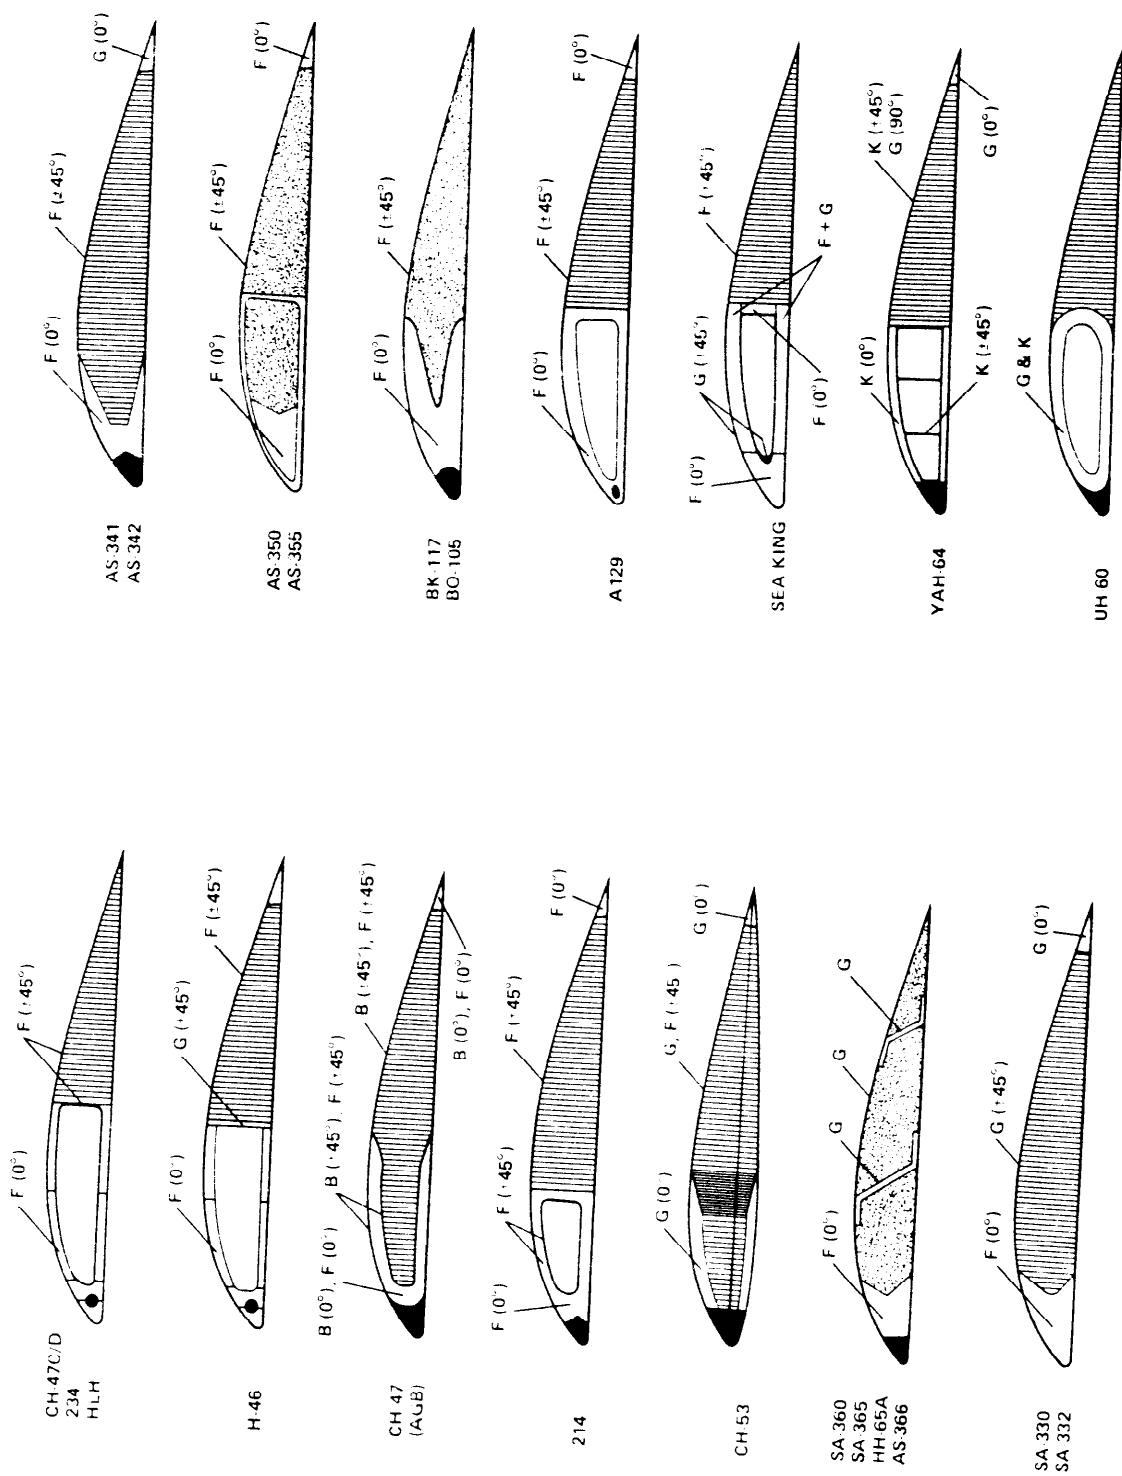 AS-341
AS-342
F (0°)
F (±45°)
G (0°)
AS-350
AS-355
F (0°)
F (±45°)
F (0°)
BK-117
BO-105
F (0°)
F (±45°)
A129
F (0°)
F (±45°)
F (0°)
SEA KING
F (0°)
G (±45°)
F (0°)
F + G
F (±45°)
YAH-64
K (0°)
K (±45°)
K (±45°)
G (90°)
G (0°)
UH 60
G & K
CH-47C/D
234
HLH
F (0°)
F (±45°)
H-46
F (0°)
G (±45°)
F (±45°)
CH 47
(AGB)
B (0°), F (0°)
B (±45°), F (±45°)
B (±45°), F (±45°)
B (0°), F (0°)
214
F (0°)
F (±45°)
F (±45°)
F (0°)
CH-53
G (0°)
G, F (±45°)
G (0°)
SA-360
SA-365
HH-65A
AS-366
F (0°)
G
G
G
SA-330
SA 332
F (0°)
G (±45°)
G (0°)